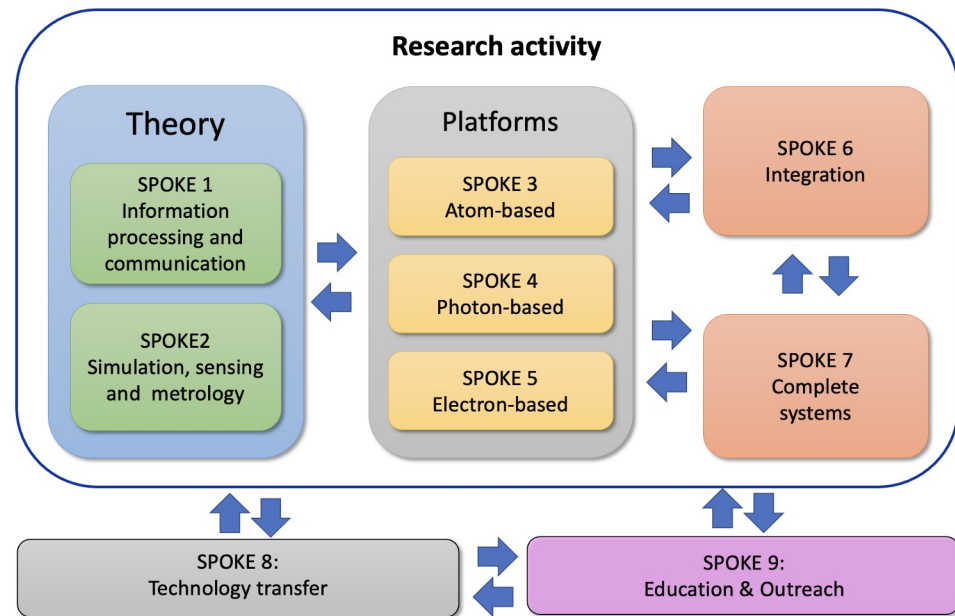 Research activity
Theory
SPOKE 1
Information
processing and
communication
SPOKE2
Simulation, sensing
and metrology
Platforms
SPOKE 3
Atom-based
SPOKE 4
Photon-based
SPOKE 5
Electron-based
SPOKE 6
Integration
SPOKE 7
Complete
systems
SPOKE 8:
Technology transfer
SPOKE 9:
Education & Outreach